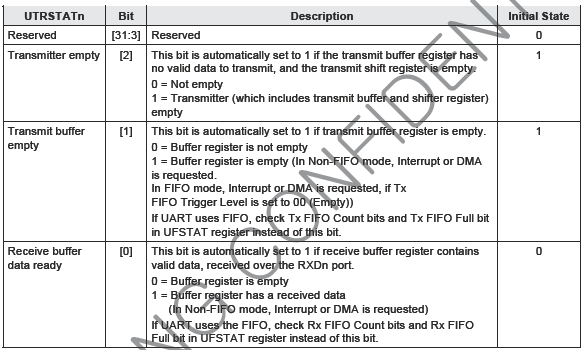 UTRSTATn Bit Description Initial State
Reserved [31:3] Reserved 0
Transmitter empty [2] This bit is automatically set to 1 if the transmit buffer register has 1
no valid data to transmit, and the transmit shift register is empty.
0 = Not empty
1 = Transmitter (which includes transmit buffer and shifter register)
empty
Transmit buffer [1] This bit is automatically set to 1 if transmit buffer register is empty. 1
empty 0 = Buffer register is not empty
1 = Buffer register is empty (In Non-FIFO mode, Interrupt or DMA
is requested.
In FIFO mode, Interrupt or DMA is requested, if Tx
FIFO Trigger Level is set to 00 (Empty))
If UART uses FIFO, check Tx FIFO Count bits and Tx FIFO Full bit
in UFSTAT register instead of this bit.
Receive buffer [0] This bit is automatically set to 1 if receive buffer register contains 0
data ready valid data, received over the RXDn port.
0 = Buffer register is empty
1 = Buffer register has a received data
(In Non-FIFO mode, Interrupt or DMA is requested)
If UART uses the FIFO, check Rx FIFO Count bits and Rx FIFO
Full bit in UFSTAT register instead of this bit.
NG CONFIDENT